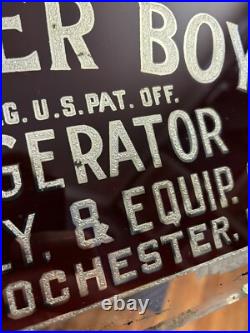 ER BOW
G. U.S. PAT. OFF.
GERATOR
Y, & EQUIP.
OCHESTER,